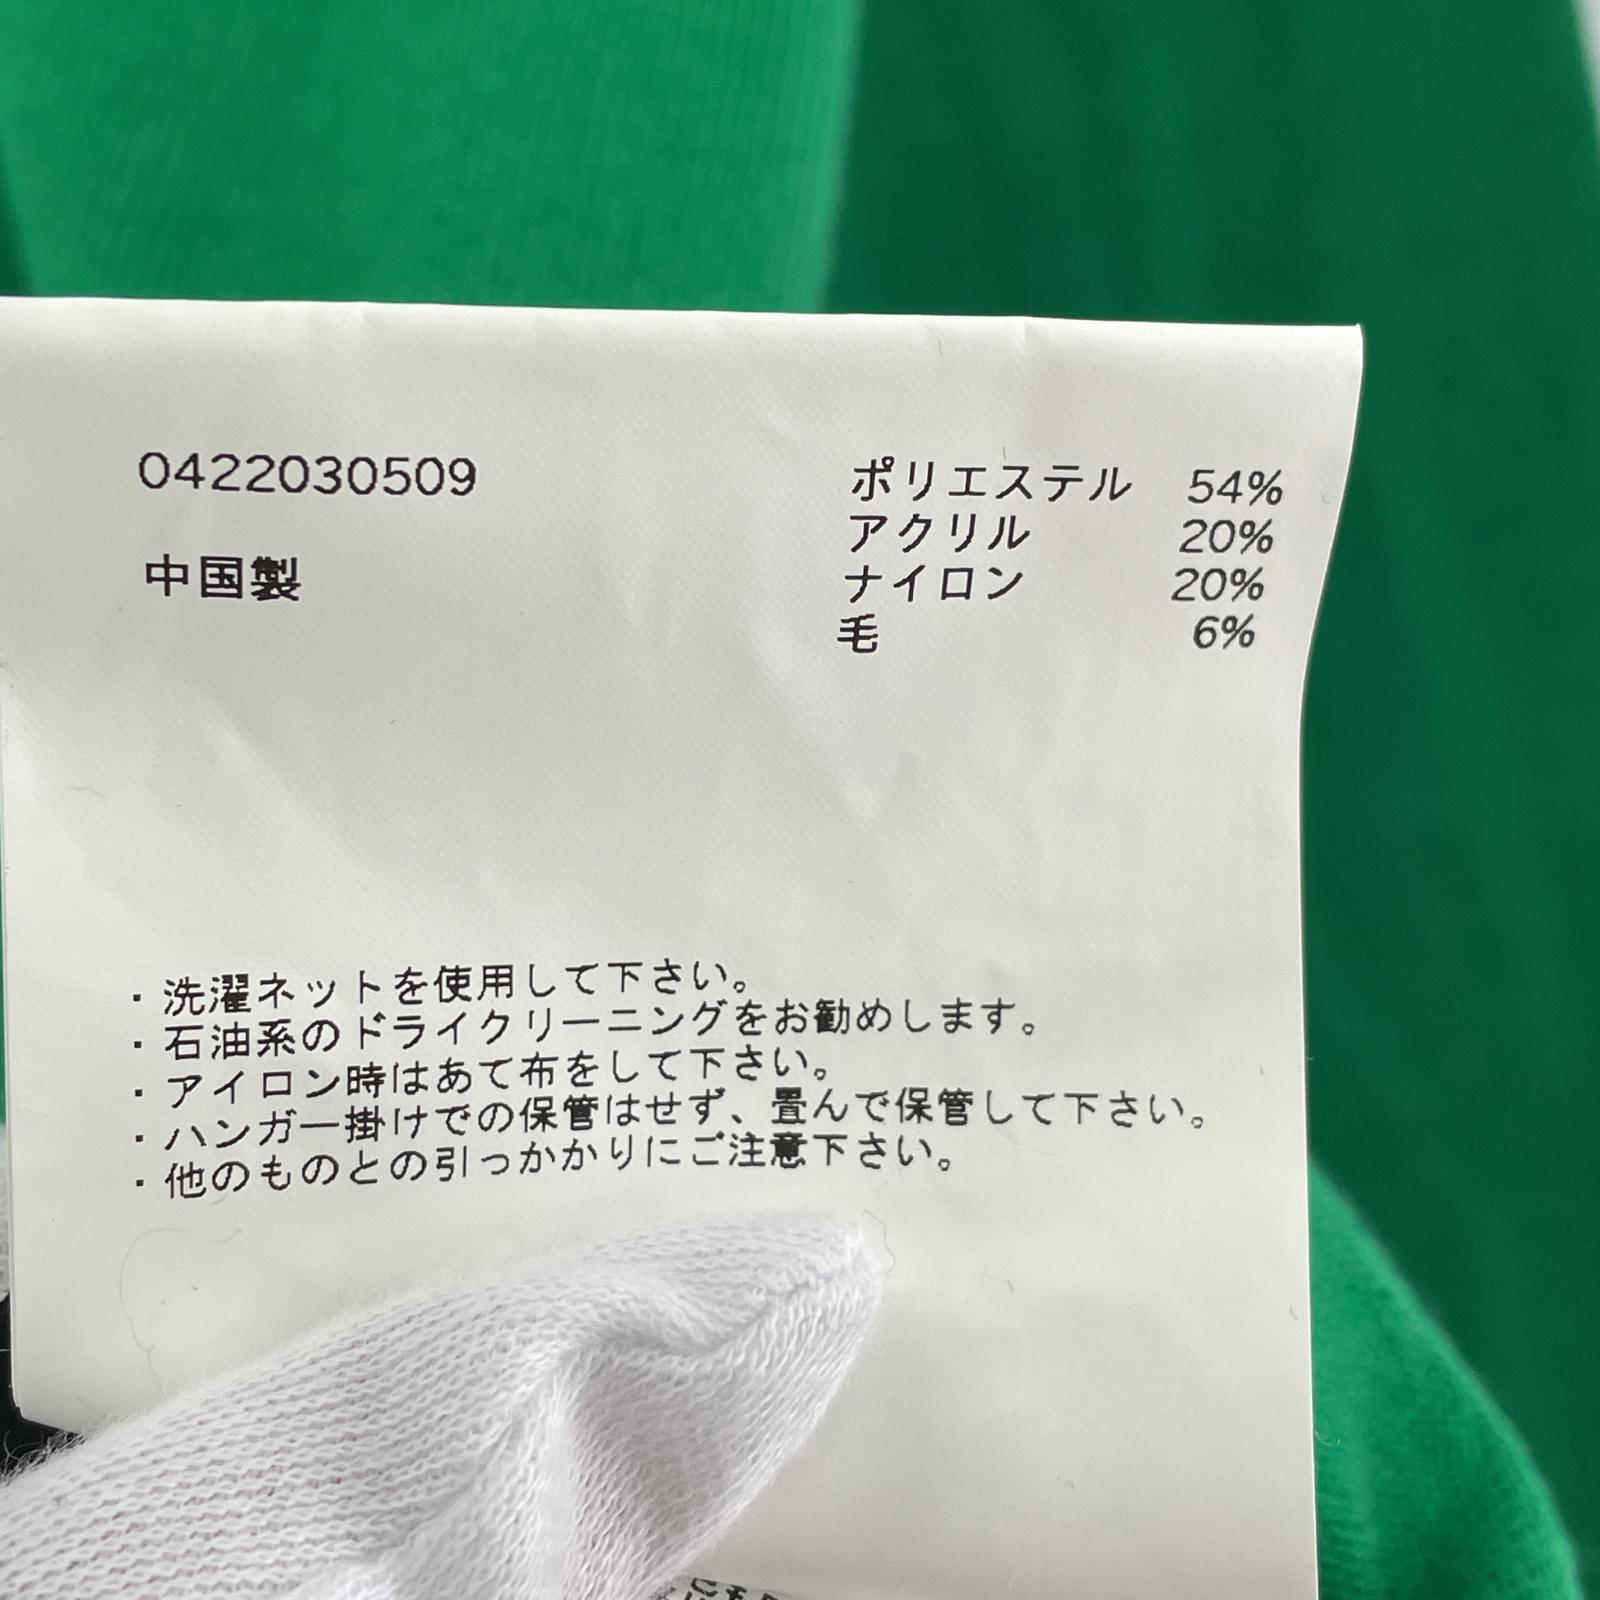 0422030509
中国製
ポリエステル 54%
アクリル 20%
ナイロン 20%
毛 6%
・洗濯ネットを使用して下さい。
・石油系のドライクリーニングをお勧めします。
・アイロン時はあて布をして下さい。
・ハンガー掛けでの保管はせず、畳んで保管して下さい。
・他のものとの引っかかりにご注意下さい。